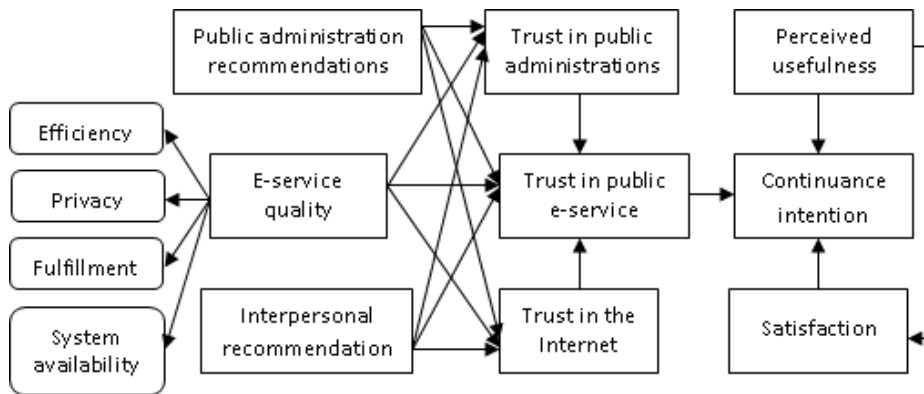 Public administration
recommendations
Trust in public
administrations
Perceived
usefulness
Efficiency
Privacy
Fulfillment
System
availability
E-service
quality
Trust in public
e-service
Continuance
intention
Interpersonal
recommendation
Trust in the
Internet
Satisfaction